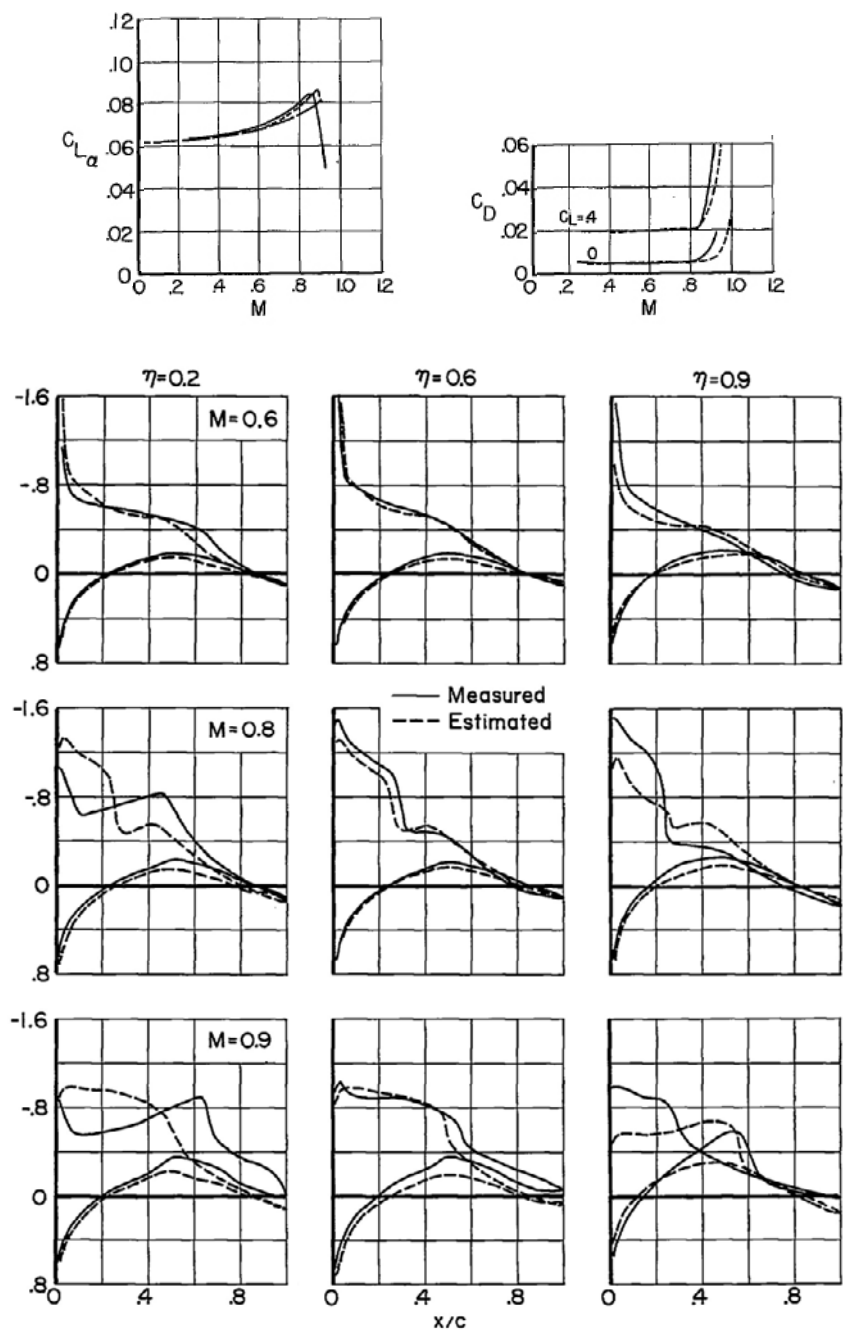 .12
.10
.08
.06
.04
.02
0
C_Lα
0 .2 .4 .6 .8 1.0 1.2
M
.06
.04
.02
0
C_D
C_L=.4
0
0 .2 .4 .6 .8 1.0 1.2
M
η=0.2 η=0.6 η=0.9
-1.6
M=0.6
-.8
0
.8
-1.6
M=0.8
Measured
Estimated
-.8
0
.8
-1.6
M=0.9
-.8
0
.8
0 .4 .8 0 .4 .8 0 .4 .8
x/c